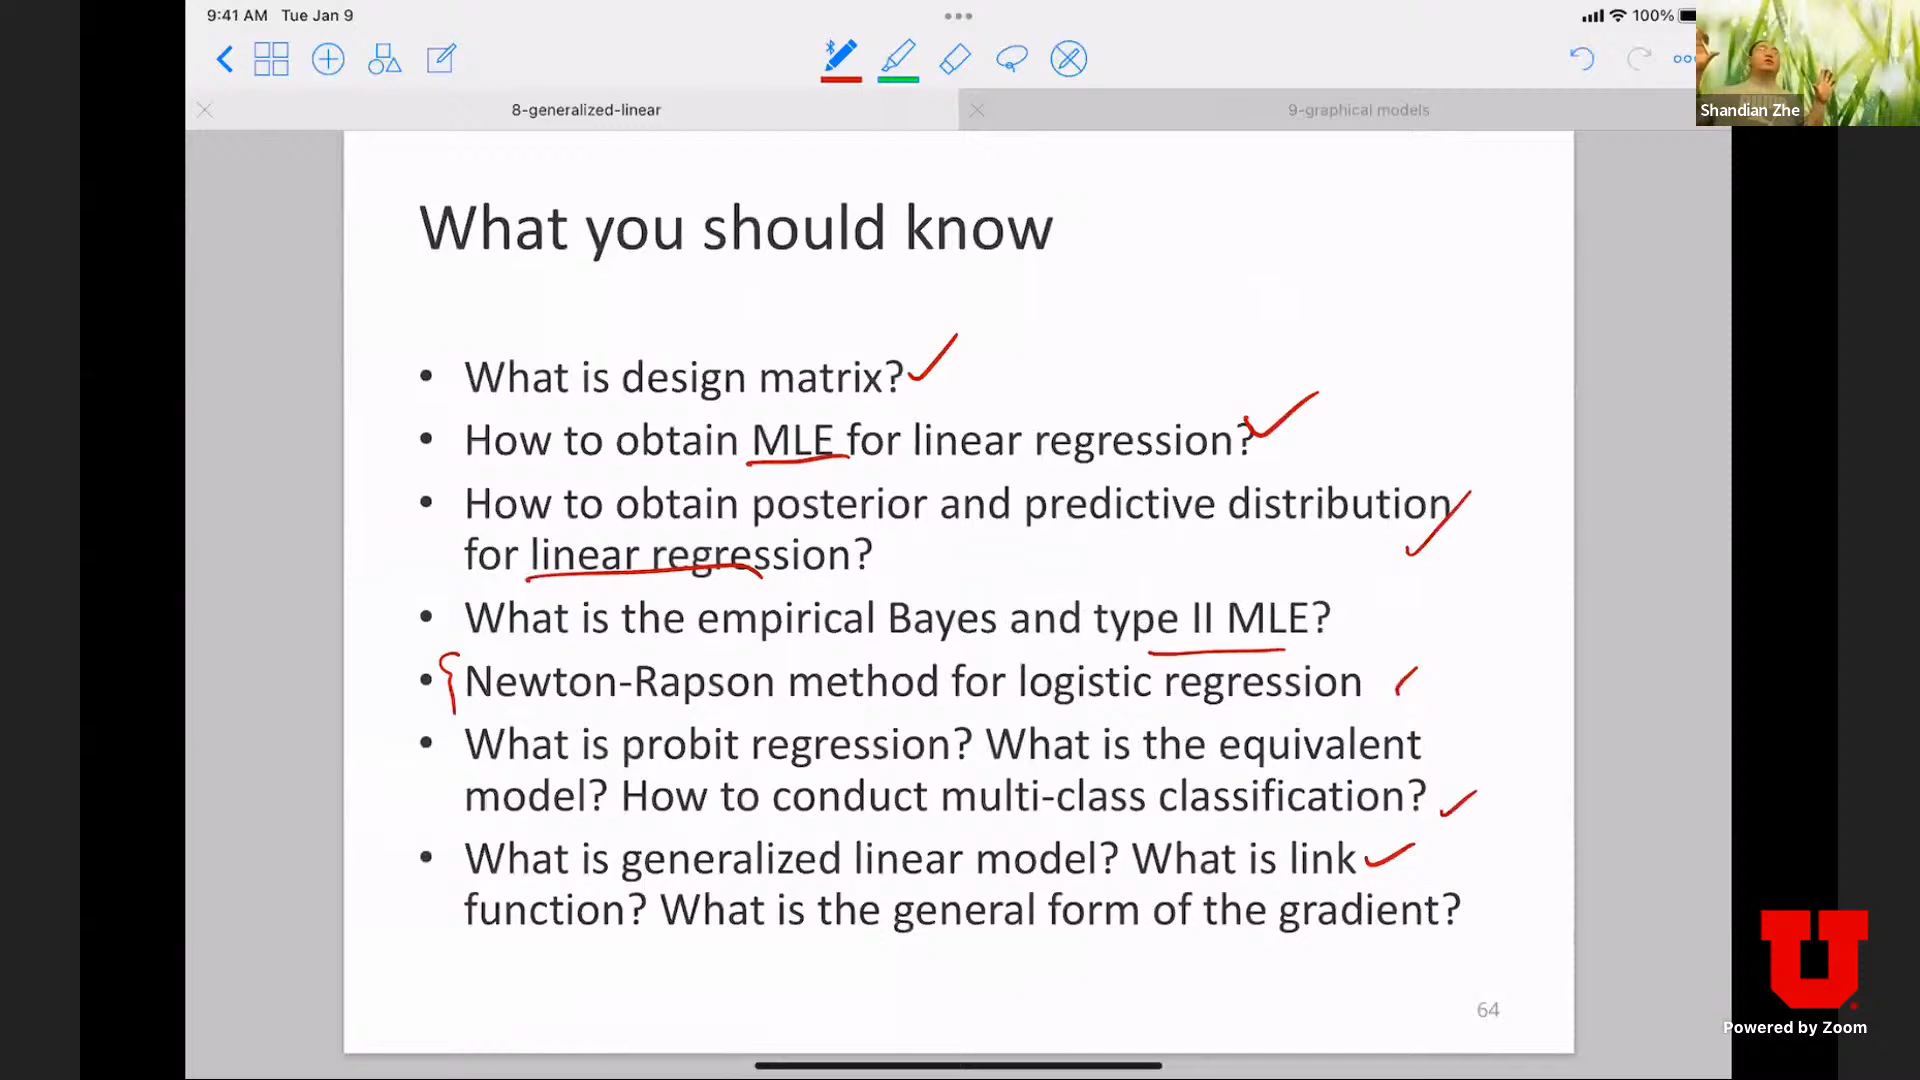 9:41 AM Tue Jan 9
100%
8-generalized-linear
9-graphical models
Shandian Zhe
What you should know
• What is design matrix?
• How to obtain MLE for linear regression?
• How to obtain posterior and predictive distribution
for linear regression?
• What is the empirical Bayes and type II MLE?
• Newton-Rapson method for logistic regression
• What is probit regression? What is the equivalent
model? How to conduct multi-class classification?
• What is generalized linear model? What is link
function? What is the general form of the gradient?
64
U
Powered by Zoom